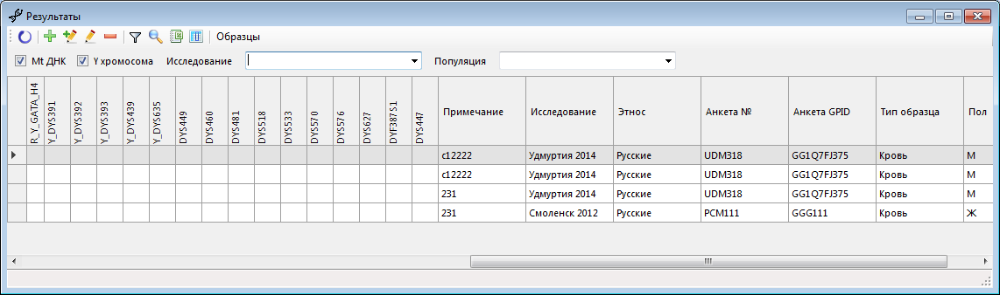 Результаты
Образцы
Mt ДНК Y хромосома Исследование Популяция
R_Y_GATA_H4 Y_DYS391 Y_DYS392 Y_DYS393 Y_DYS439 Y_DYS635 DYS449 DYS460 DYS481 DYS518 DYS533 DYS570 DYS576 DYS627 DYF387S1 DYS447 Примечание Исследование Этнос Анкета № Анкета GPID Тип образца Пол
c12222 Удмуртия 2014 Русские UDM318 GG1Q7FJ375 Кровь М
c12222 Удмуртия 2014 Русские UDM318 GG1Q7FJ375 Кровь М
231 Удмуртия 2014 Русские UDM318 GG1Q7FJ375 Кровь М
231 Смоленск 2012 Русские PCM111 GGG111 Кровь Ж